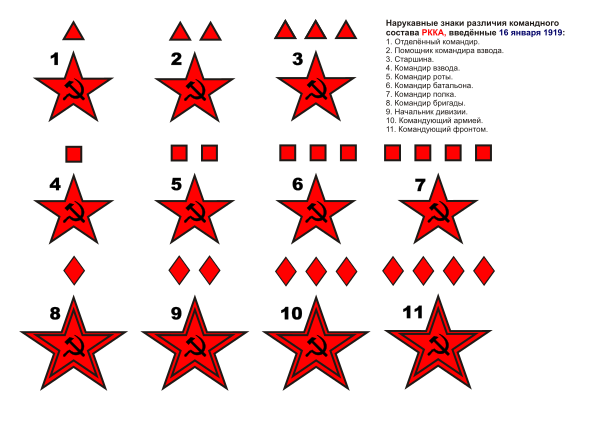 Нарукавные знаки различия командного
состава РККА, введённые 16 января 1919:
1. Отделённый командир.
2. Помощник командира взвода.
3. Старшина.
4. Командир взвода.
5. Командир роты.
6. Командир батальона.
7. Командир полка.
8. Командир бригады.
9. Начальник дивизии.
10. Командующий армией.
11. Командующий фронтом.
1 2 3
4 5 6 7
8 9 10 11